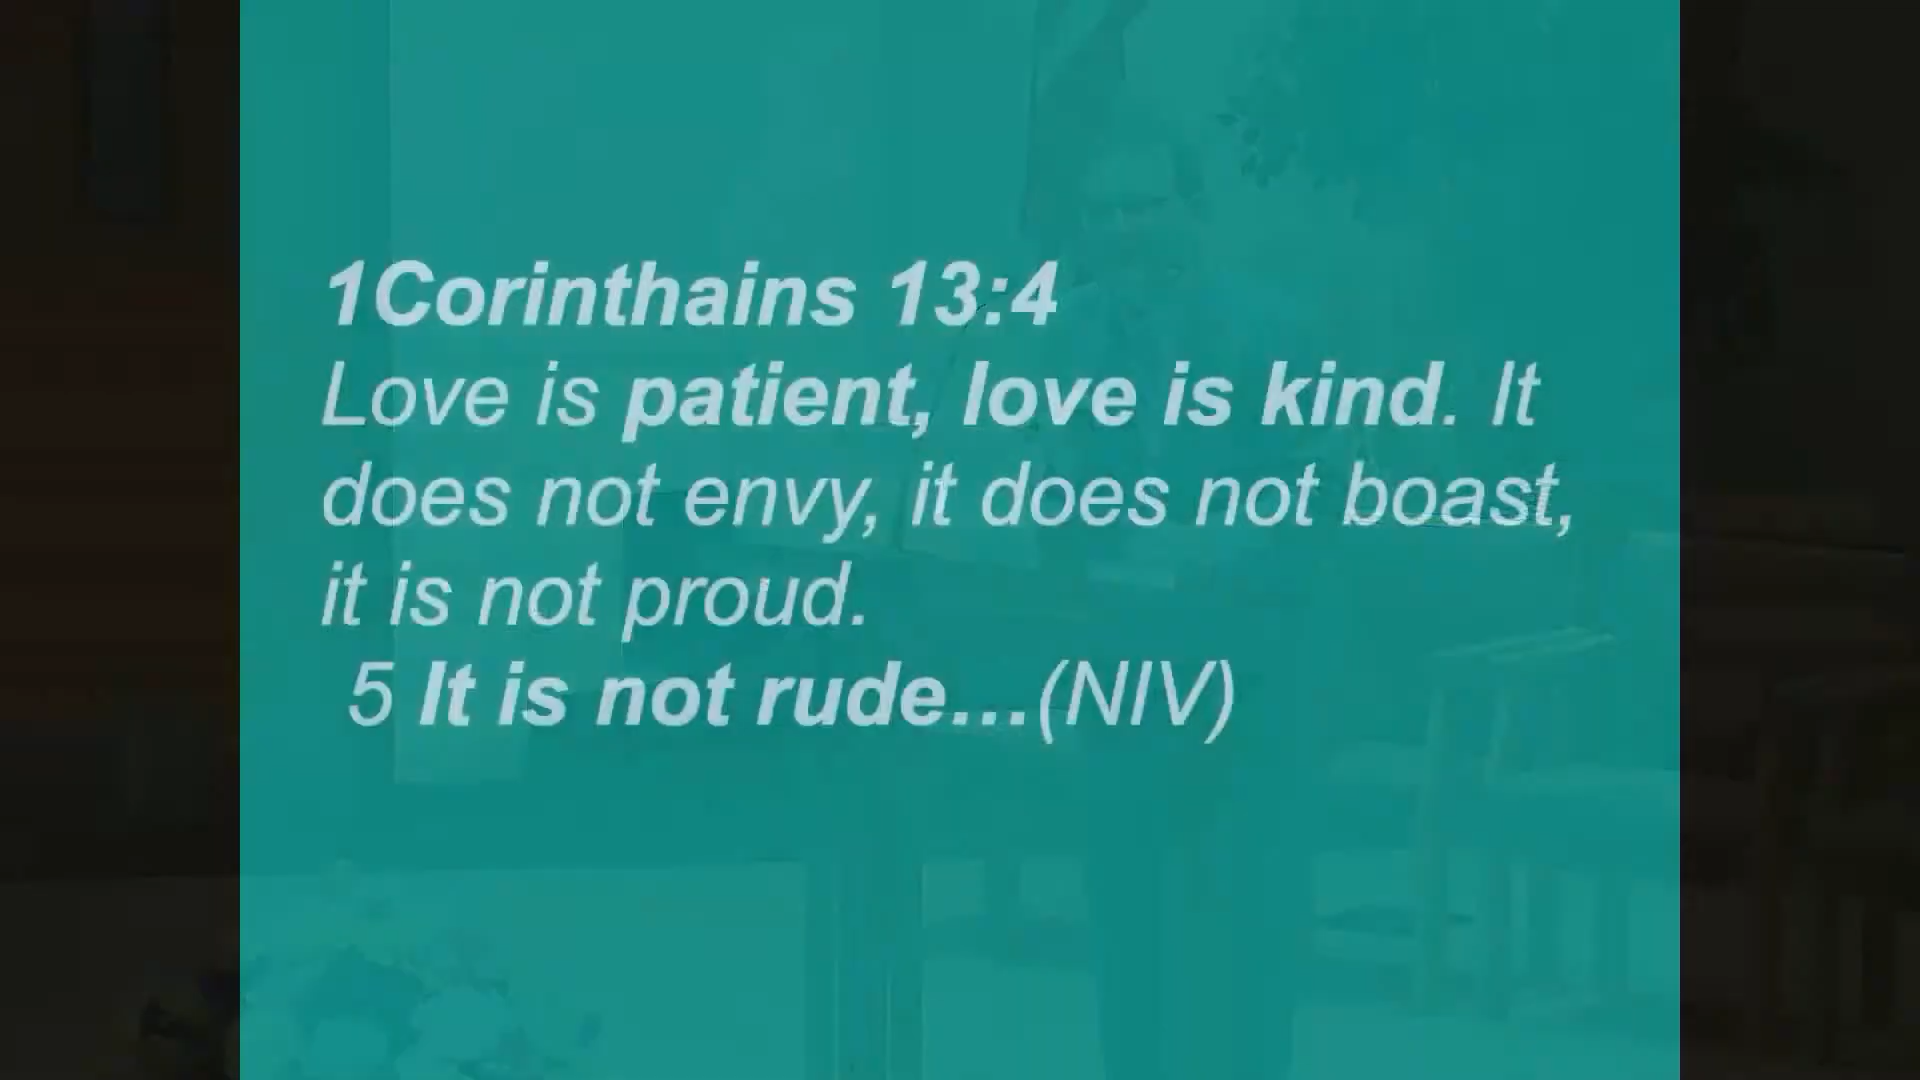 1Corinthains 13:4
Love is patient, love is kind. It
does not envy, it does not boast,
it is not proud.
5 It is not rude...(NIV)